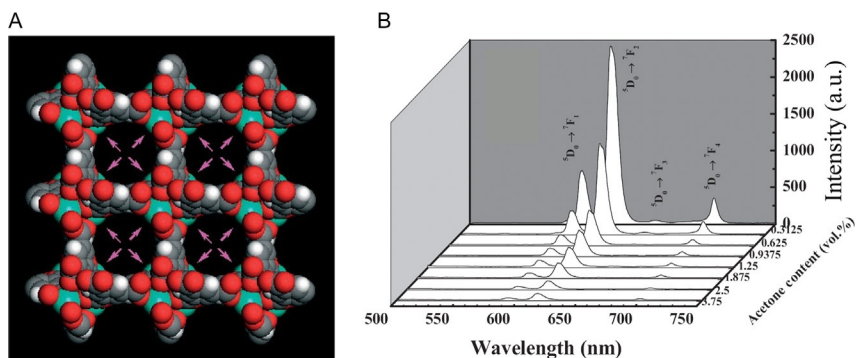 A
B
2500
2000
1500
1000
500
0
Intensity (a.u.)
⁵D₀→⁷F₂
⁵D₀→⁷F₁
⁵D₀→⁷F₃
⁵D₀→⁷F₄
0.3125
0.625
0.9375
1.25
1.875
2.5
3.75
Acetone content (vol.%)
500 550 600 650 700 750
Wavelength (nm)